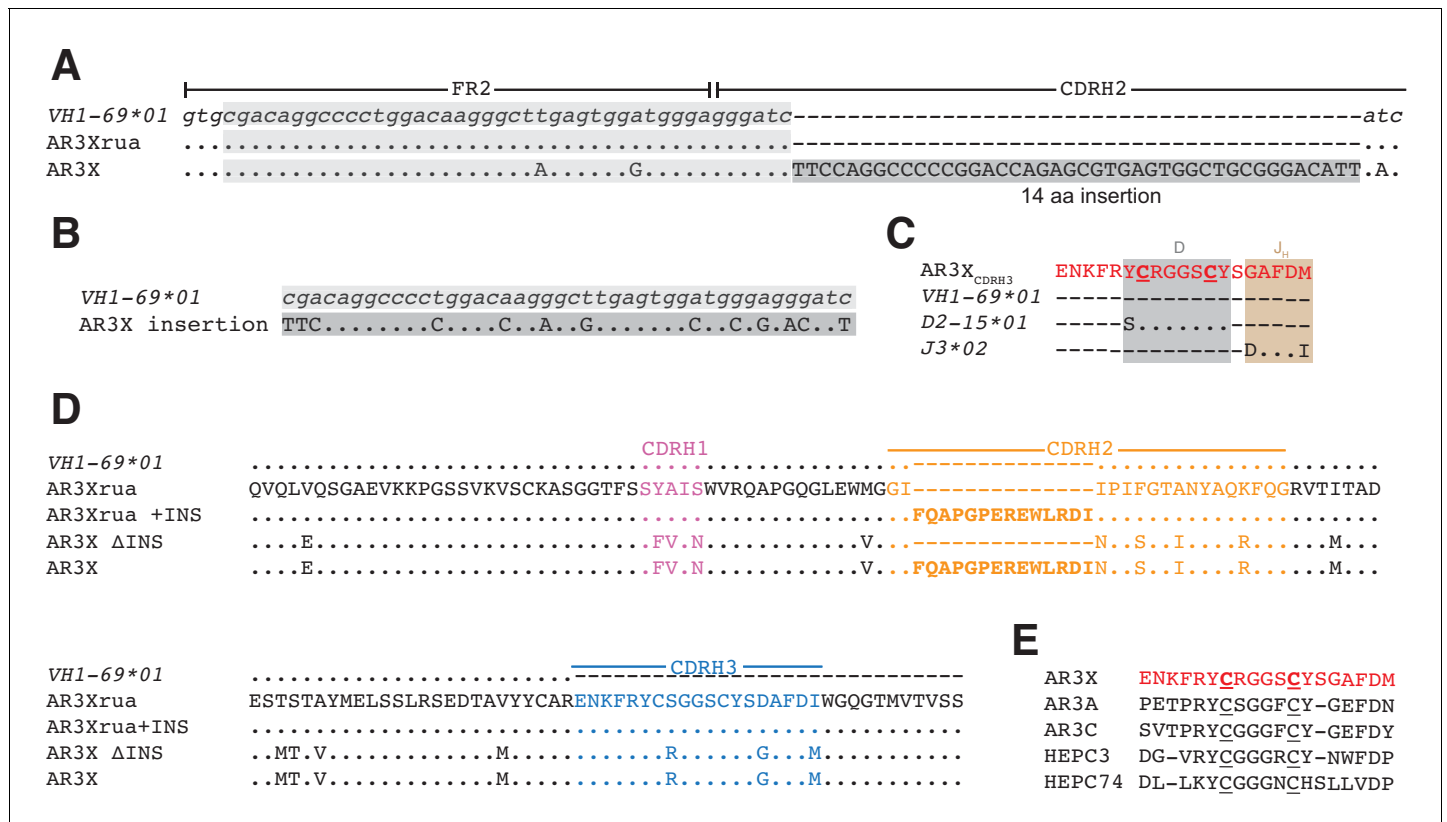 A
FR2 CDRH2
VH1-69*01 gtgcgacaggcccctggacaagggcttgagtggatgggagggatc------------------------------------------atc
AR3Xrua .............................................------------------------------------------...
AR3X ..........................A......G...........TTCCAGGCCCCCGGACCAGAGCGTGAGTGGCTGCGGGACATT.A.
14 aa insertion
B
VH1-69*01 cgacaggcccctggacaagggcttgagtggatgggagggatc
AR3X insertion TTC........C....C..A..G.......C..C.G.AC..T
C
D JH
AR3XCDRH3 ENKFRYCRGGSCYSGAFDM
VH1-69*01 -------------------
D2-15*01 -----S.......------
J3*02 --------------D...I
D
CDRH1 CDRH2
VH1-69*01 ...................................................--------------......................
AR3Xrua QVQLVQSGAEVKKPGSSVKVSCKASGGTFSSYAISWVRQAPGQGLEWMGGI--------------IPIFGTANYAQKFQGRVTITAD
AR3Xrua +INS ...................................................FQAPGPEREWLRDI......................
AR3X ΔINS ....E..........................FV.N............V...--------------N..S..I....R......M...
AR3X ....E..........................FV.N............V...FQAPGPEREWLRDIN..S..I....R......M...
CDRH3
VH1-69*01 .........................------------------------------
AR3Xrua ESTSTAYMELSSLRSEDTAVYYCARENKFRYCSGGSCYSDAFDIWGQGTMVTVSS
AR3Xrua+INS .......................................................
AR3X ΔINS ..MT.V.............M............R......G...M...........
AR3X ..MT.V.............M............R......G...M...........
E
AR3X ENKFRYCRGGSCYSGAFDM
AR3A PETPRYCSGGFCY-GEFDN
AR3C SVTPRYCGGGFCY-GEFDY
HEPC3 DG-VRYCGGGRCY-NWFDP
HEPC74 DL-LKYCGGGNCHSLLVDP